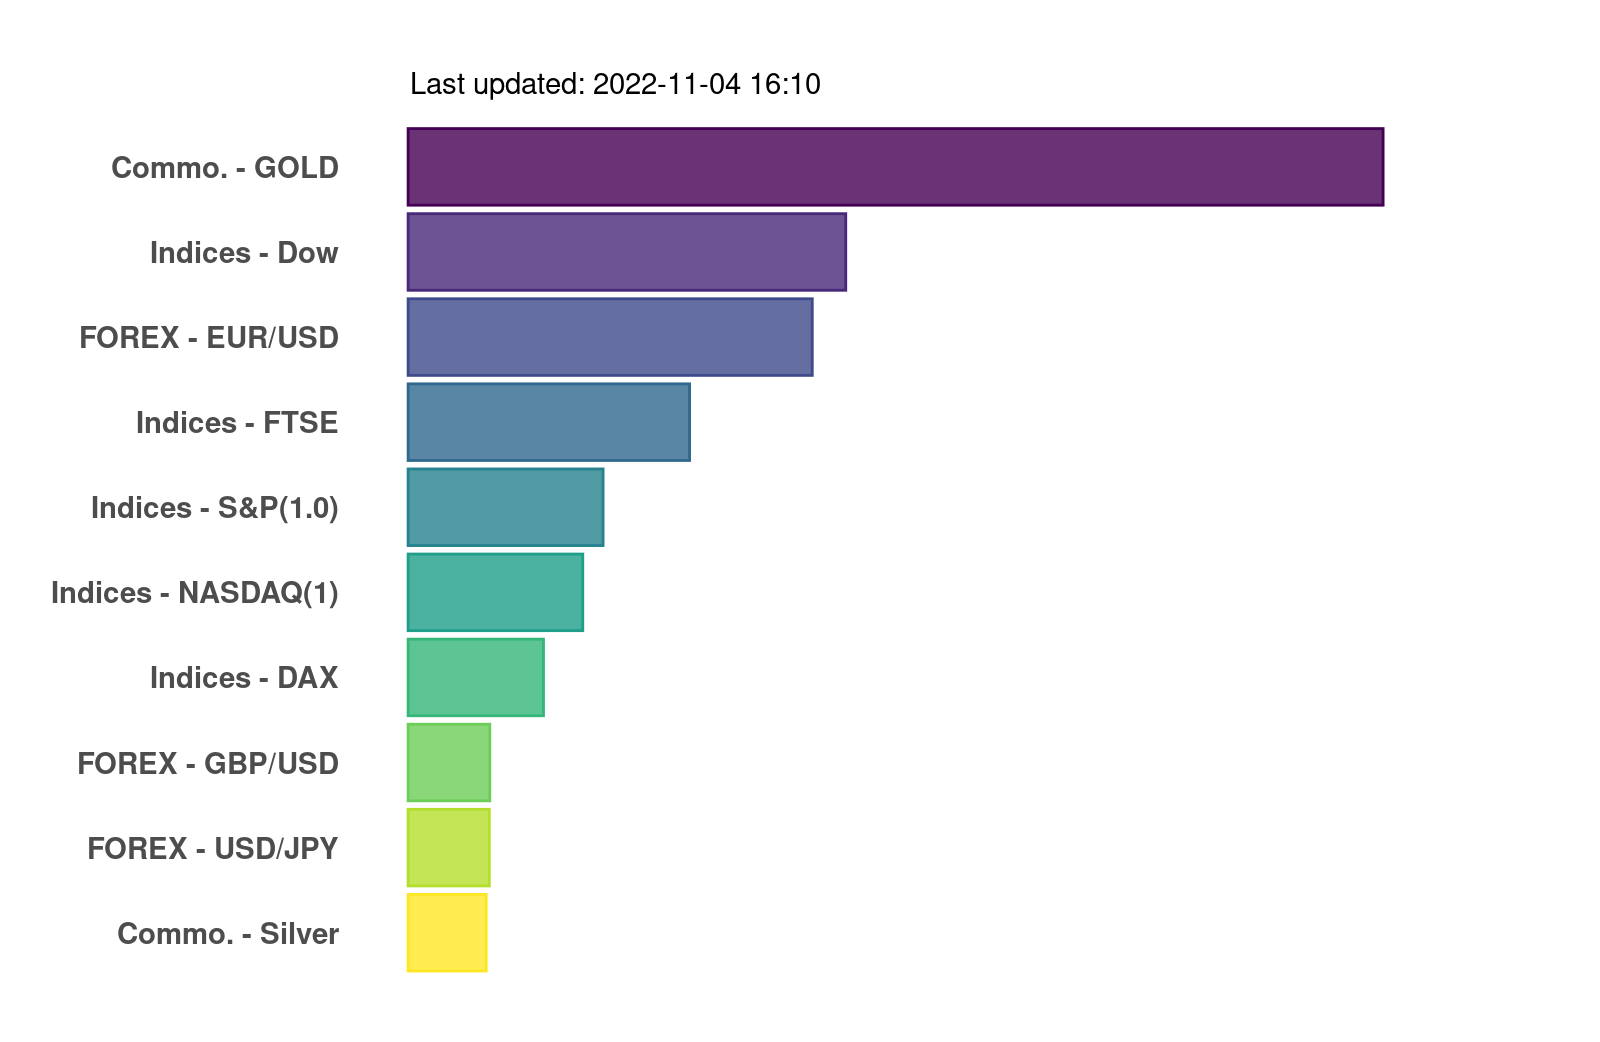 Last updated: 2022-11-04 16:10
Commo. - GOLD
Indices - Dow
FOREX - EUR/USD
Indices - FTSE
Indices - S&P(1.0)
Indices - NASDAQ(1)
Indices - DAX
FOREX - GBP/USD
FOREX - USD/JPY
Commo. - Silver